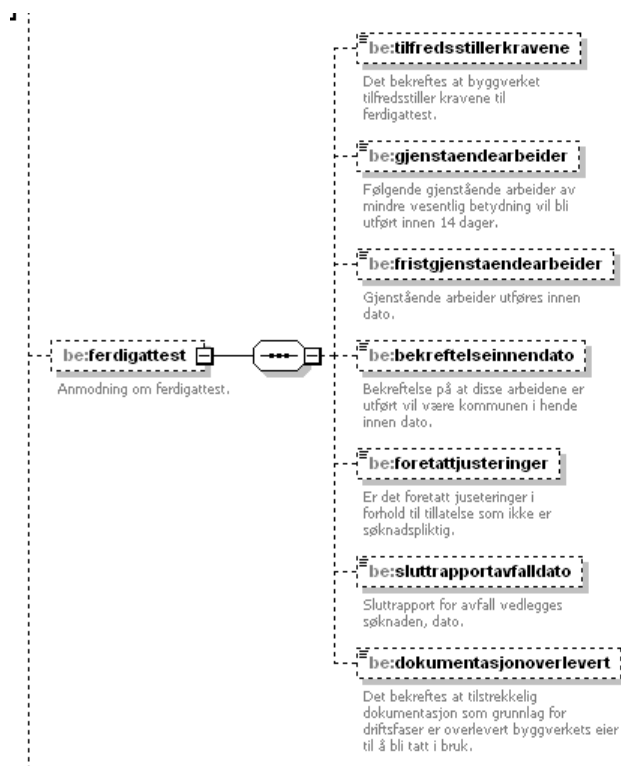 be:tilfredsstillerkravene
Det bekreftes at byggverket
tilfredsstiller kravene til
ferdigattest.
be:gjenstaendearbeider
Følgende gjenstående arbeider av
mindre vesentlig betydning vil bli
utført innen 14 dager.
be:fristgjenstaendearbeider
Gjenstående arbeider utføres innen
dato.
be:ferdigattest
Anmodning om ferdigattest.
be:bekreftelseinnendato
Bekreftelse på at disse arbeidene er
utført vil være kommunen i hende
innen dato.
be:foretattjusteringer
Er det foretatt juseteringer i
forhold til tillatelse som ikke er
søknadspliktig.
be:sluttrapportavfalldato
Sluttrapport for avfall vedlegges
søknaden, dato.
be:dokumentasjonoverlevert
Det bekreftes at tilstrekkelig
dokumentasjon som grunnlag for
driftsfaser er overlevert byggverkets eier
til å bli tatt i bruk.